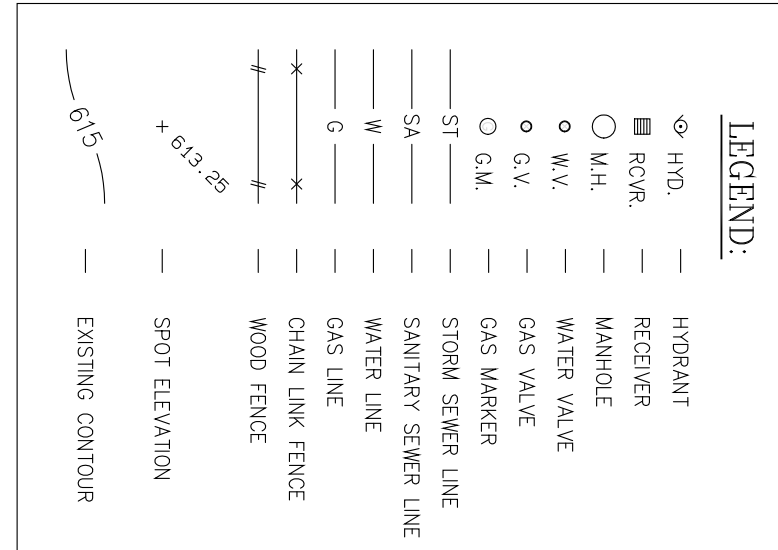 LEGEND:
HYD. — HYDRANT
RCVR. — RECEIVER
M.H. — MANHOLE
W.V. — WATER VALVE
G.V. — GAS VALVE
G.M. — GAS MARKER
ST — STORM SEWER LINE
SA — SANITARY SEWER LINE
W — WATER LINE
G — GAS LINE
— CHAIN LINK FENCE
— WOOD FENCE
+ 613.25 — SPOT ELEVATION
615 — EXISTING CONTOUR